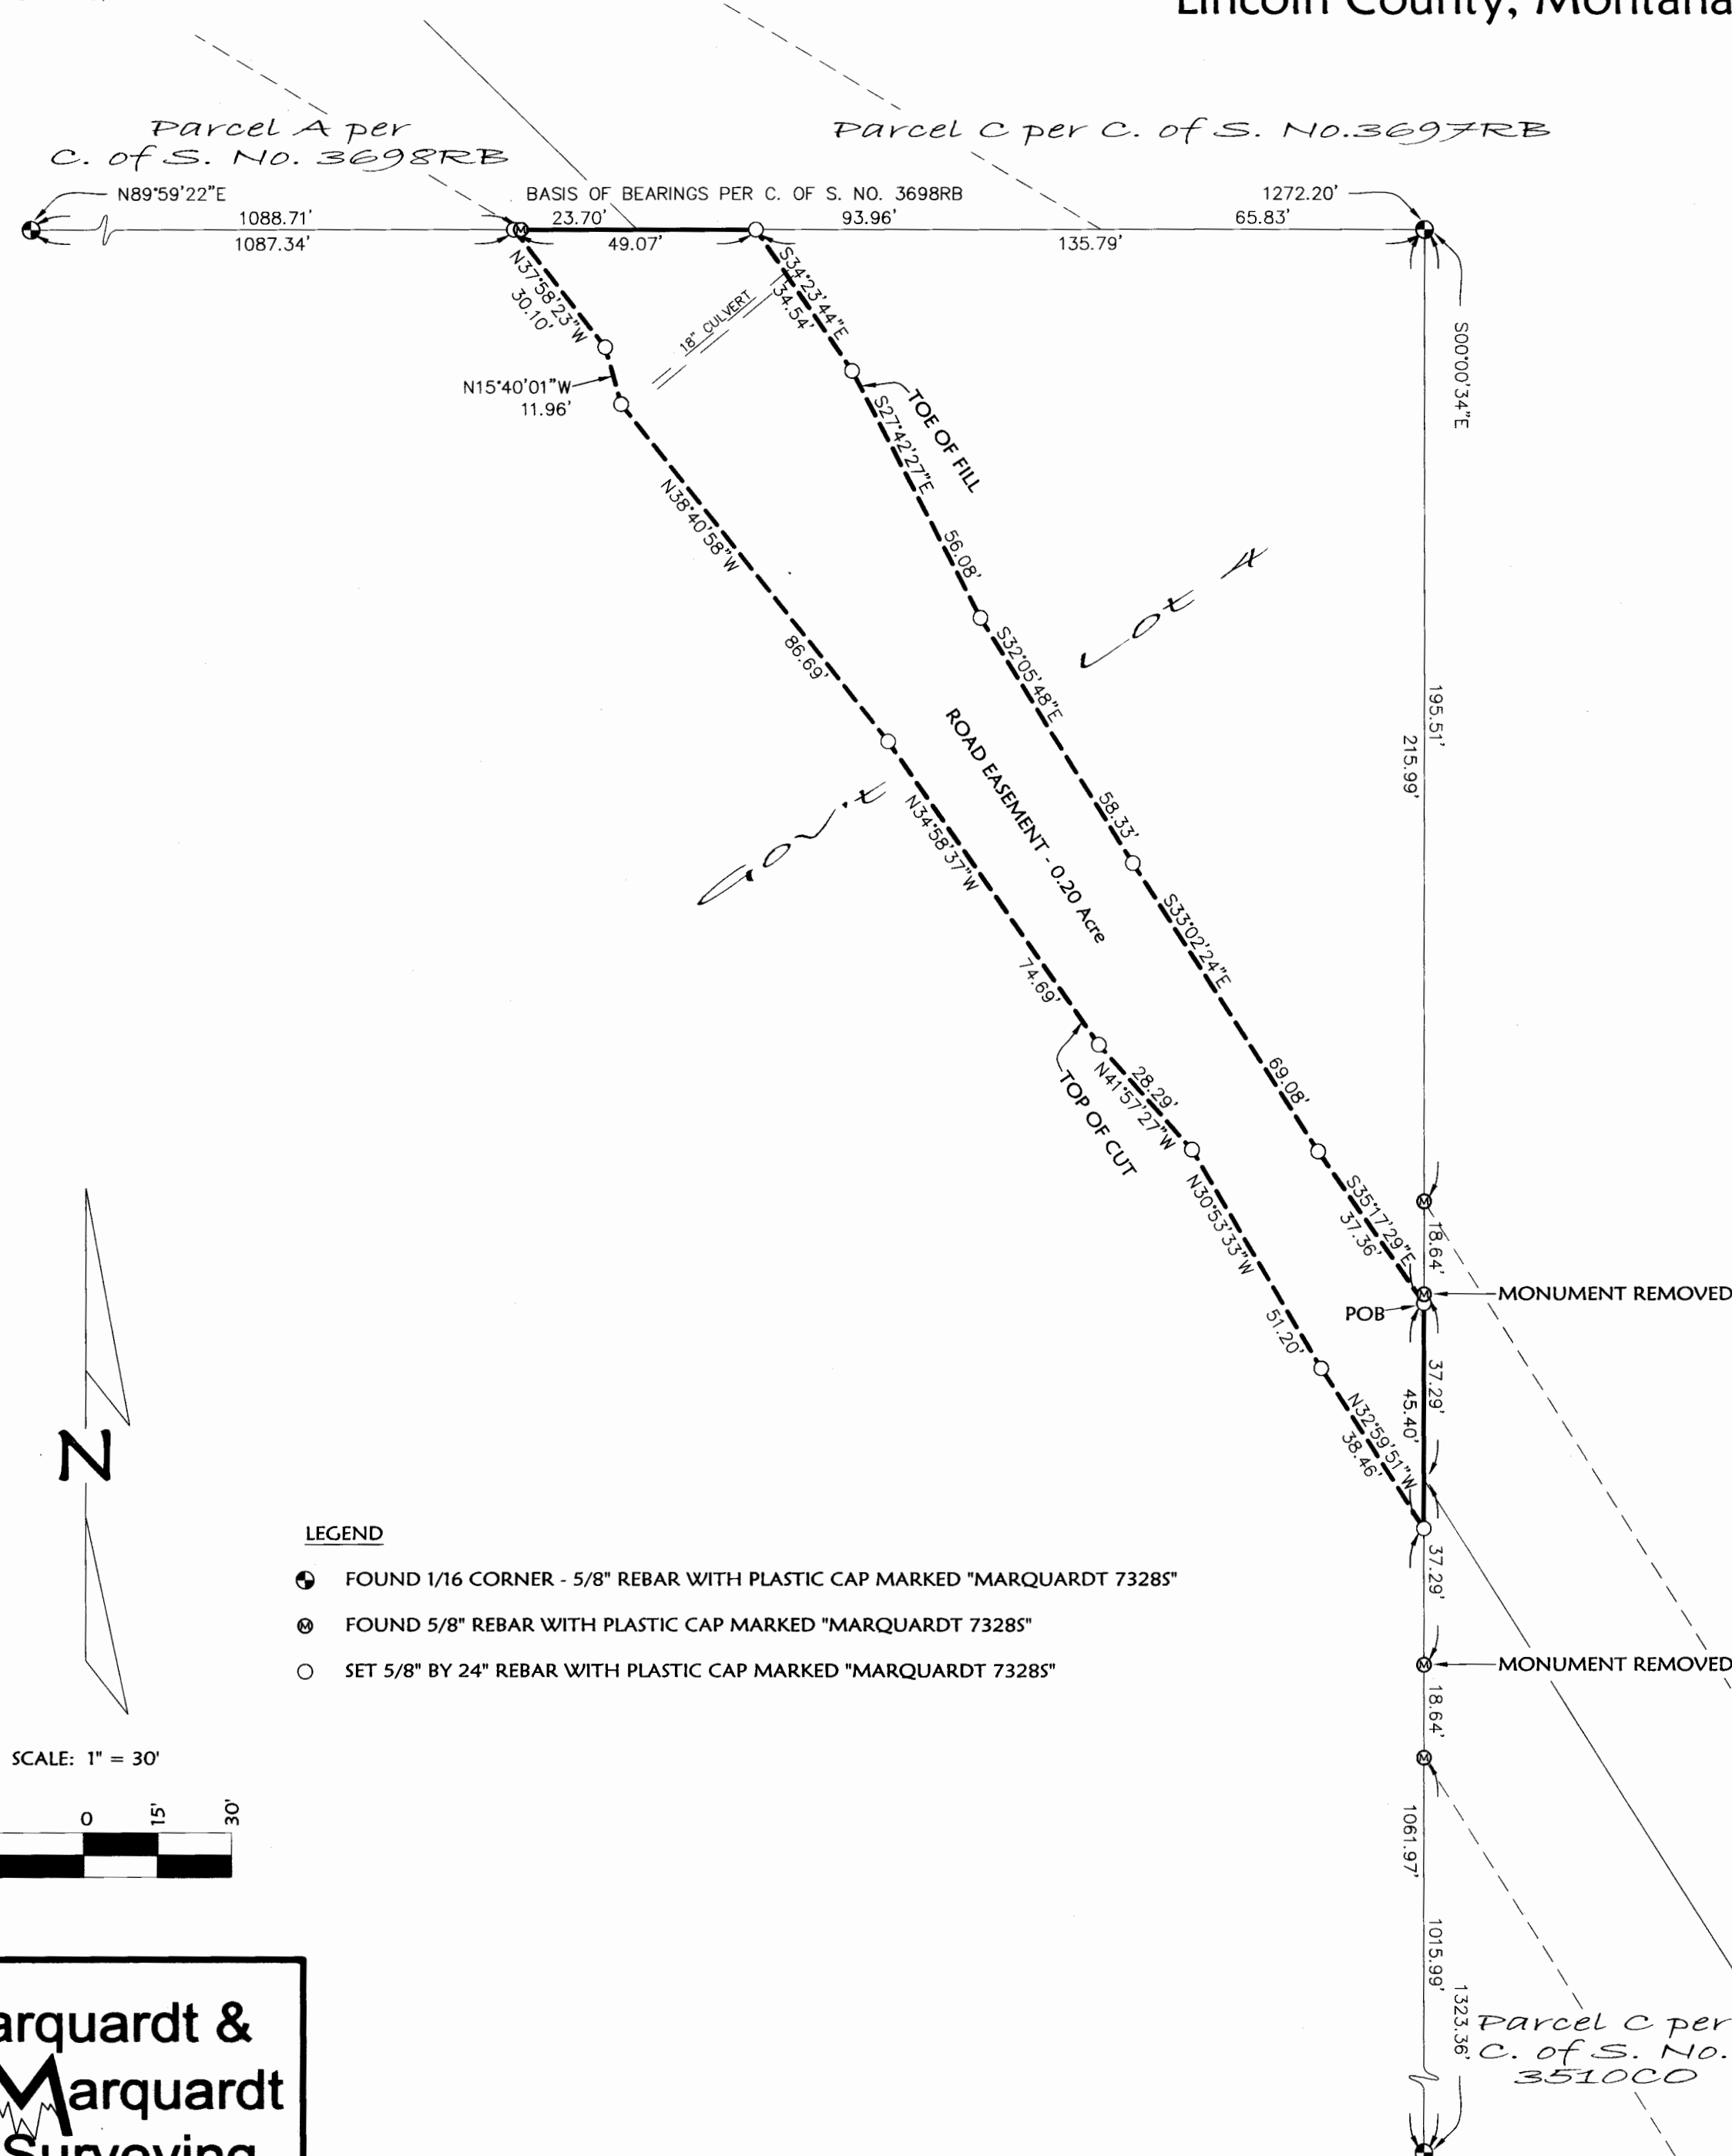 Lincoln County, Montana
Parcel A per
C. of S. No. 3698RB
Parcel C per C. of S. No.3697RB
N89°59'22"E
BASIS OF BEARINGS PER C. OF S. NO. 3698RB
1272.20'
1088.71'
23.70'
93.96'
65.83'
1087.34'
49.07'
135.79'
N37°58'23"W
30.10'
18" CULVERT
S34°23'44"E
34.54'
S00°00'34"E
N15°40'01"W
11.96'
TOE OF FILL
S27°42'27"E
56.08'
N38°40'58"W
86.69'
Lot 4
S32°05'48"E
58.33'
195.51'
215.99'
ROAD EASEMENT - 0.20 Acre
N34°58'37"W
74.69'
S33°02'24"E
69.08'
TOP OF CUT
28.29'
N41°57'27"W
N30°53'33"W
51.20'
S35°17'29"E
37.36'
18.64'
MONUMENT REMOVED
POB
37.29'
45.40'
N32°59'51"W
38.46'
N
LEGEND
FOUND 1/16 CORNER - 5/8" REBAR WITH PLASTIC CAP MARKED "MARQUARDT 7328S"
M FOUND 5/8" REBAR WITH PLASTIC CAP MARKED "MARQUARDT 7328S"
SET 5/8" BY 24" REBAR WITH PLASTIC CAP MARKED "MARQUARDT 7328S"
37.29'
MONUMENT REMOVED
18.64'
SCALE: 1" = 30'
0 15' 30'
1061.97'
1015.99'
1323.36'
Parcel C per
C. of S. No.
3510CO
arquardt &
Marquardt
Surveying